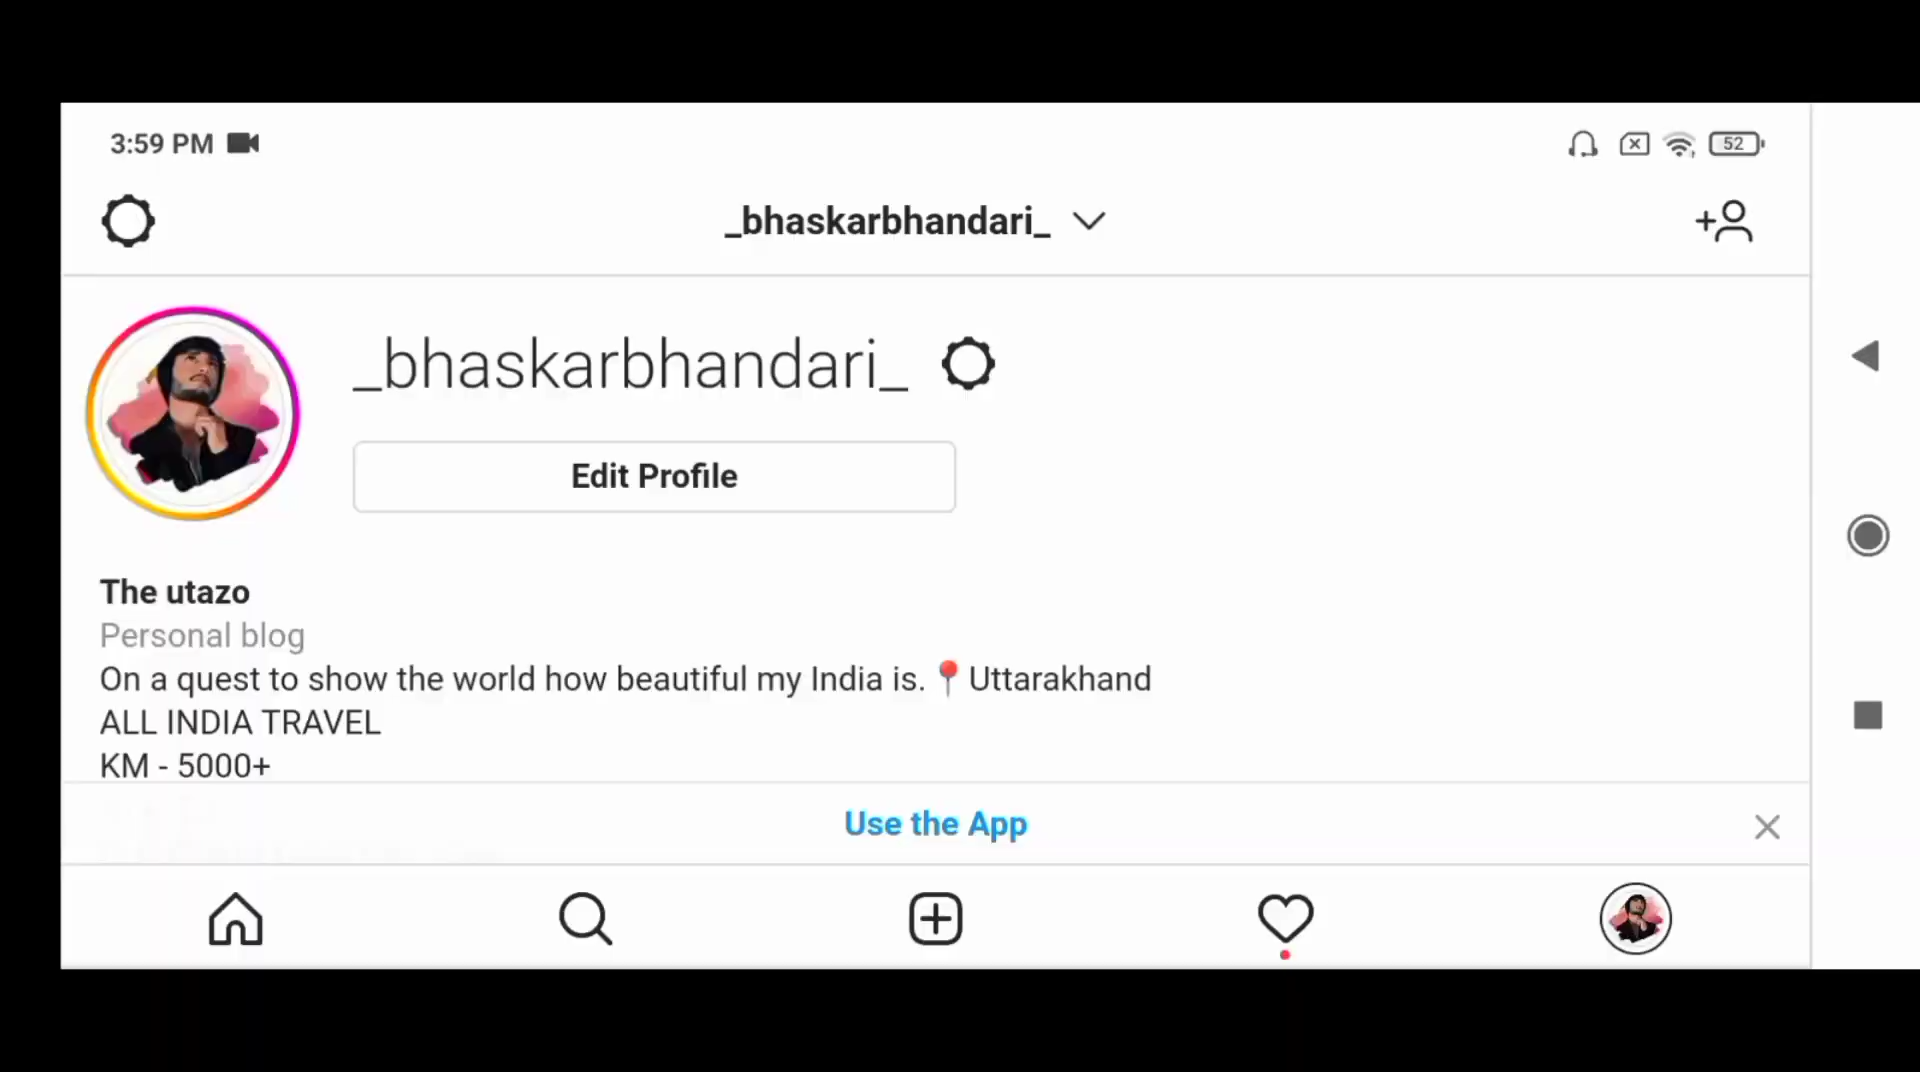 3:59 PM
52
_bhaskarbhandari_
_bhaskarbhandari_
Edit Profile
The utazo
Personal blog
On a quest to show the world how beautiful my India is.📍Uttarakhand
ALL INDIA TRAVEL
KM - 5000+
Use the App